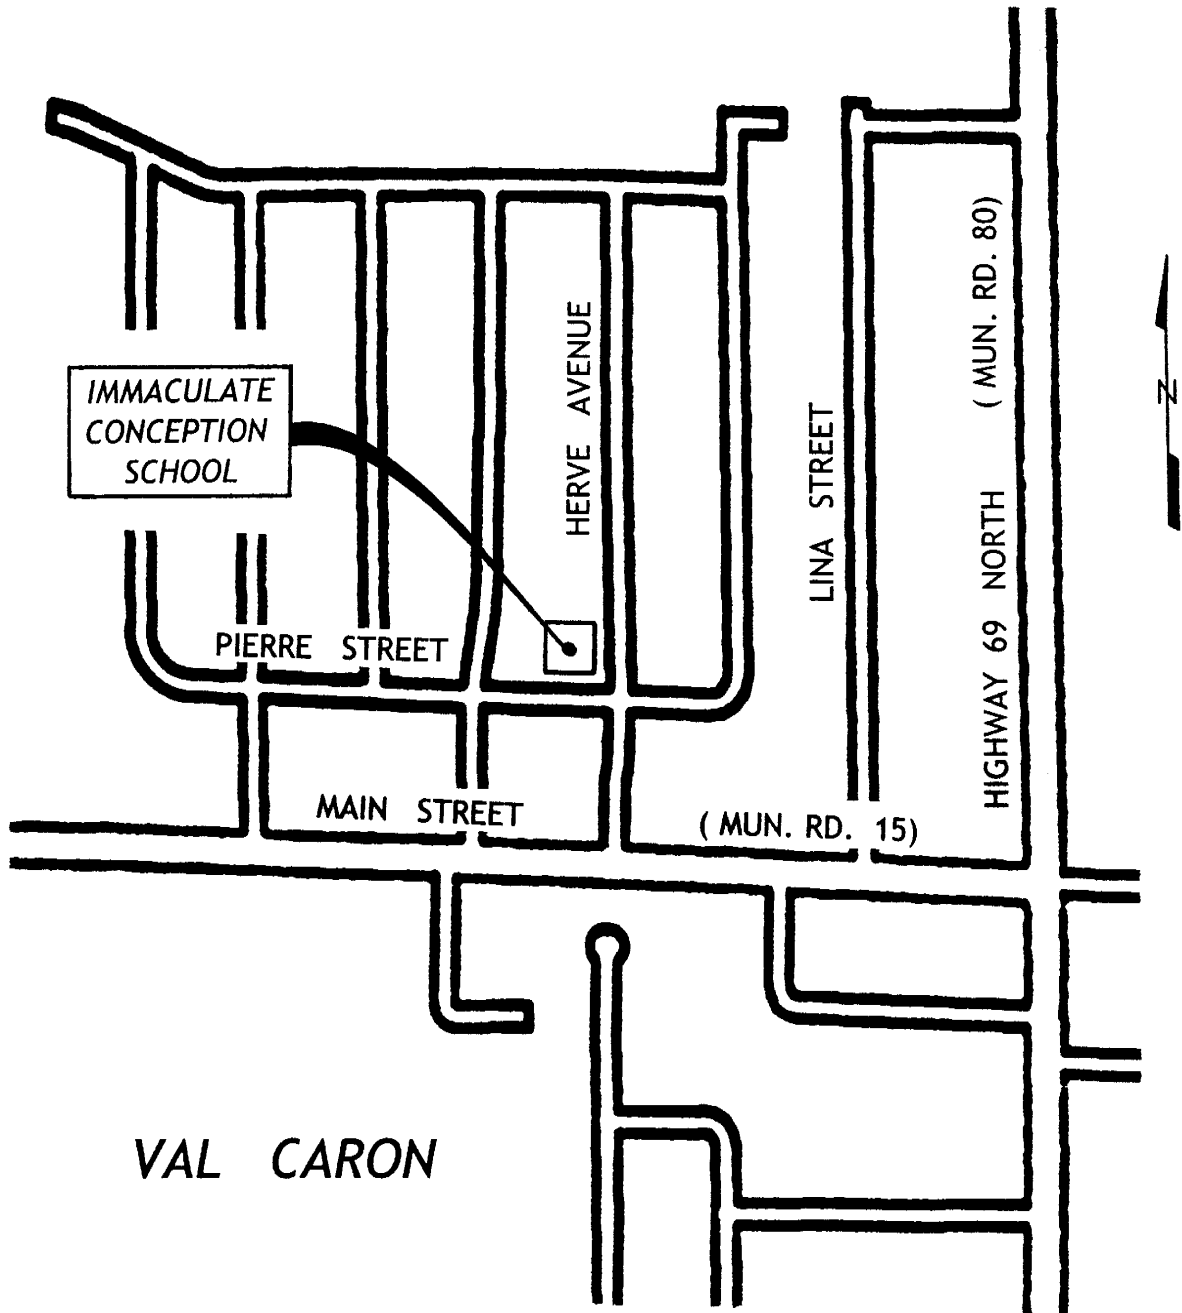 HERVE AVENUE
LINA STREET
HIGHWAY 69 NORTH (MUN. RD. 80)
N
IMMACULATE
CONCEPTION
SCHOOL
PIERRE STREET
MAIN STREET (MUN. RD. 15)
VAL CARON